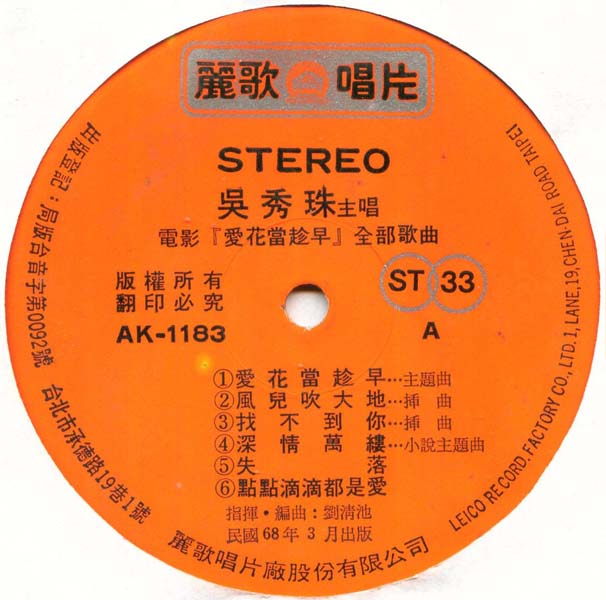 麗歌 唱片
STEREO
吳秀珠主唱
電影『愛花當趁早』全部歌曲
版權所有
翻印必究
ST 33
AK-1183
A
①愛花當趁早…主題曲
②風兒吹大地…挿曲
③找不到你…挿曲
④深情萬縷…小說主題曲
⑤失落
⑥點點滴滴都是愛
指揮・編曲：劉清池
民國68年3月出版
麗歌唱片廠股份有限公司
出版登記：局版台音字第0092號
台北市承德路19巷1號
LEICO RECORD. FACTORY CO., LTD. 1, LANE, 19, CHEN-DAI ROAD TAIPEI